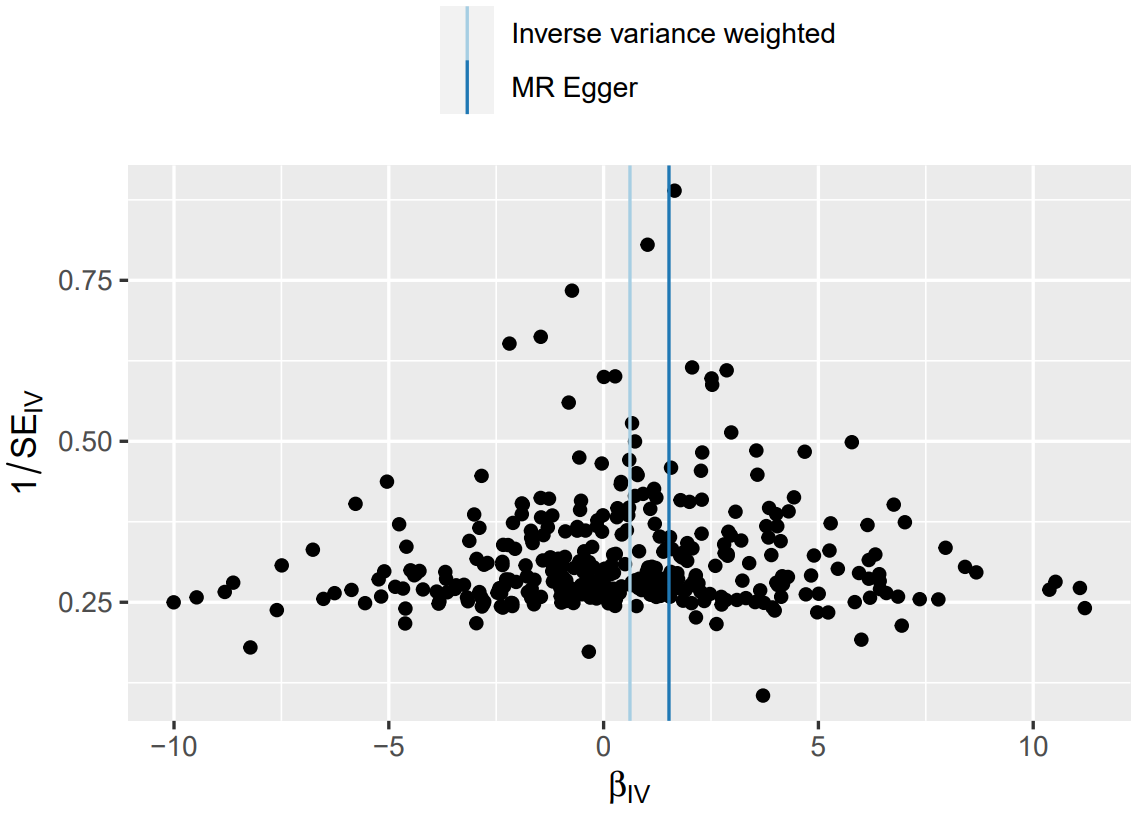 Inverse variance weighted
MR Egger
1/SE_IV
0.75
0.50
0.25
−10 −5 0 5 10
β_IV